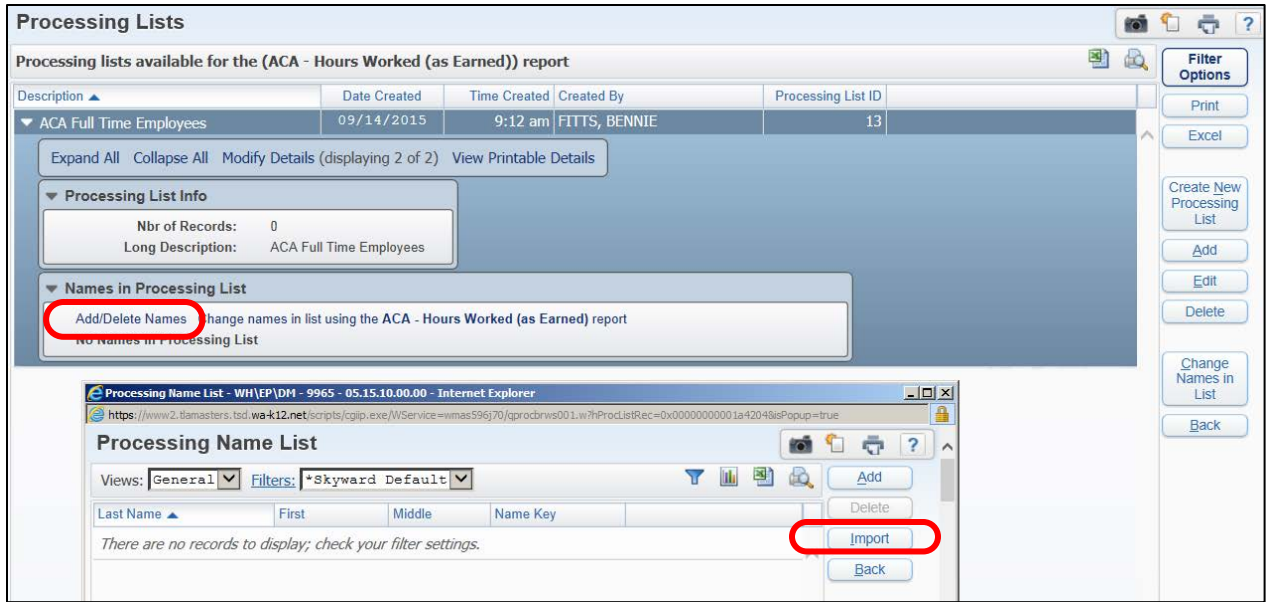 Processing Lists
?
Processing lists available for the (ACA - Hours Worked (as Earned)) report
Filter Options
Description Date Created Time Created Created By Processing List ID
ACA Full Time Employees 09/14/2015 9:12 am FITTS, BENNIE 13
Print
Excel
Create New Processing List
Add
Edit
Delete
Change Names in List
Back
Expand All Collapse All Modify Details (displaying 2 of 2) View Printable Details
Processing List Info
Nbr of Records: 0
Long Description: ACA Full Time Employees
Names in Processing List
Add/Delete Names Change names in list using the ACA - Hours Worked (as Earned) report
No Names in Processing List
Processing Name List - WH\EP\DM - 9965 - 05.15.10.00.00 - Internet Explorer
https://www2.tlamasters.tsd.wa-k12.net/scripts/cgiip.exe/WService=wmas596j70/qprocbrws001.w?hProcListRec=0x00000000001a4204&isPopup=true
Processing Name List
?
Views: General Filters: *Skyward Default
Last Name First Middle Name Key
There are no records to display; check your filter settings.
Add
Delete
Import
Back